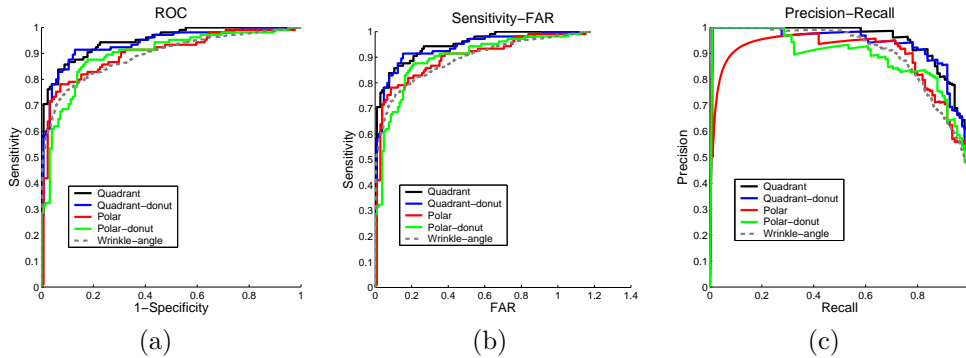 ROC
Sensitivity
1
0.9
0.8
0.7
0.6
0.5
0.4
0.3
0.2
0.1
0
Quadrant
Quadrant−donut
Polar
Polar−donut
Wrinkle−angle
0 0.2 0.4 0.6 0.8 1
1−Specificity
(a)
Sensitivity−FAR
Sensitivity
1
0.9
0.8
0.7
0.6
0.5
0.4
0.3
0.2
0.1
0
Quadrant
Quadrant−donut
Polar
Polar−donut
Wrinkle−angle
0 0.2 0.4 0.6 0.8 1 1.2 1.4
FAR
(b)
Precision−Recall
Precision
1
0.9
0.8
0.7
0.6
0.5
0.4
0.3
0.2
0.1
0
Quadrant
Quadrant−donut
Polar
Polar−donut
Wrinkle−angle
0 0.2 0.4 0.6 0.8
Recall
(c)